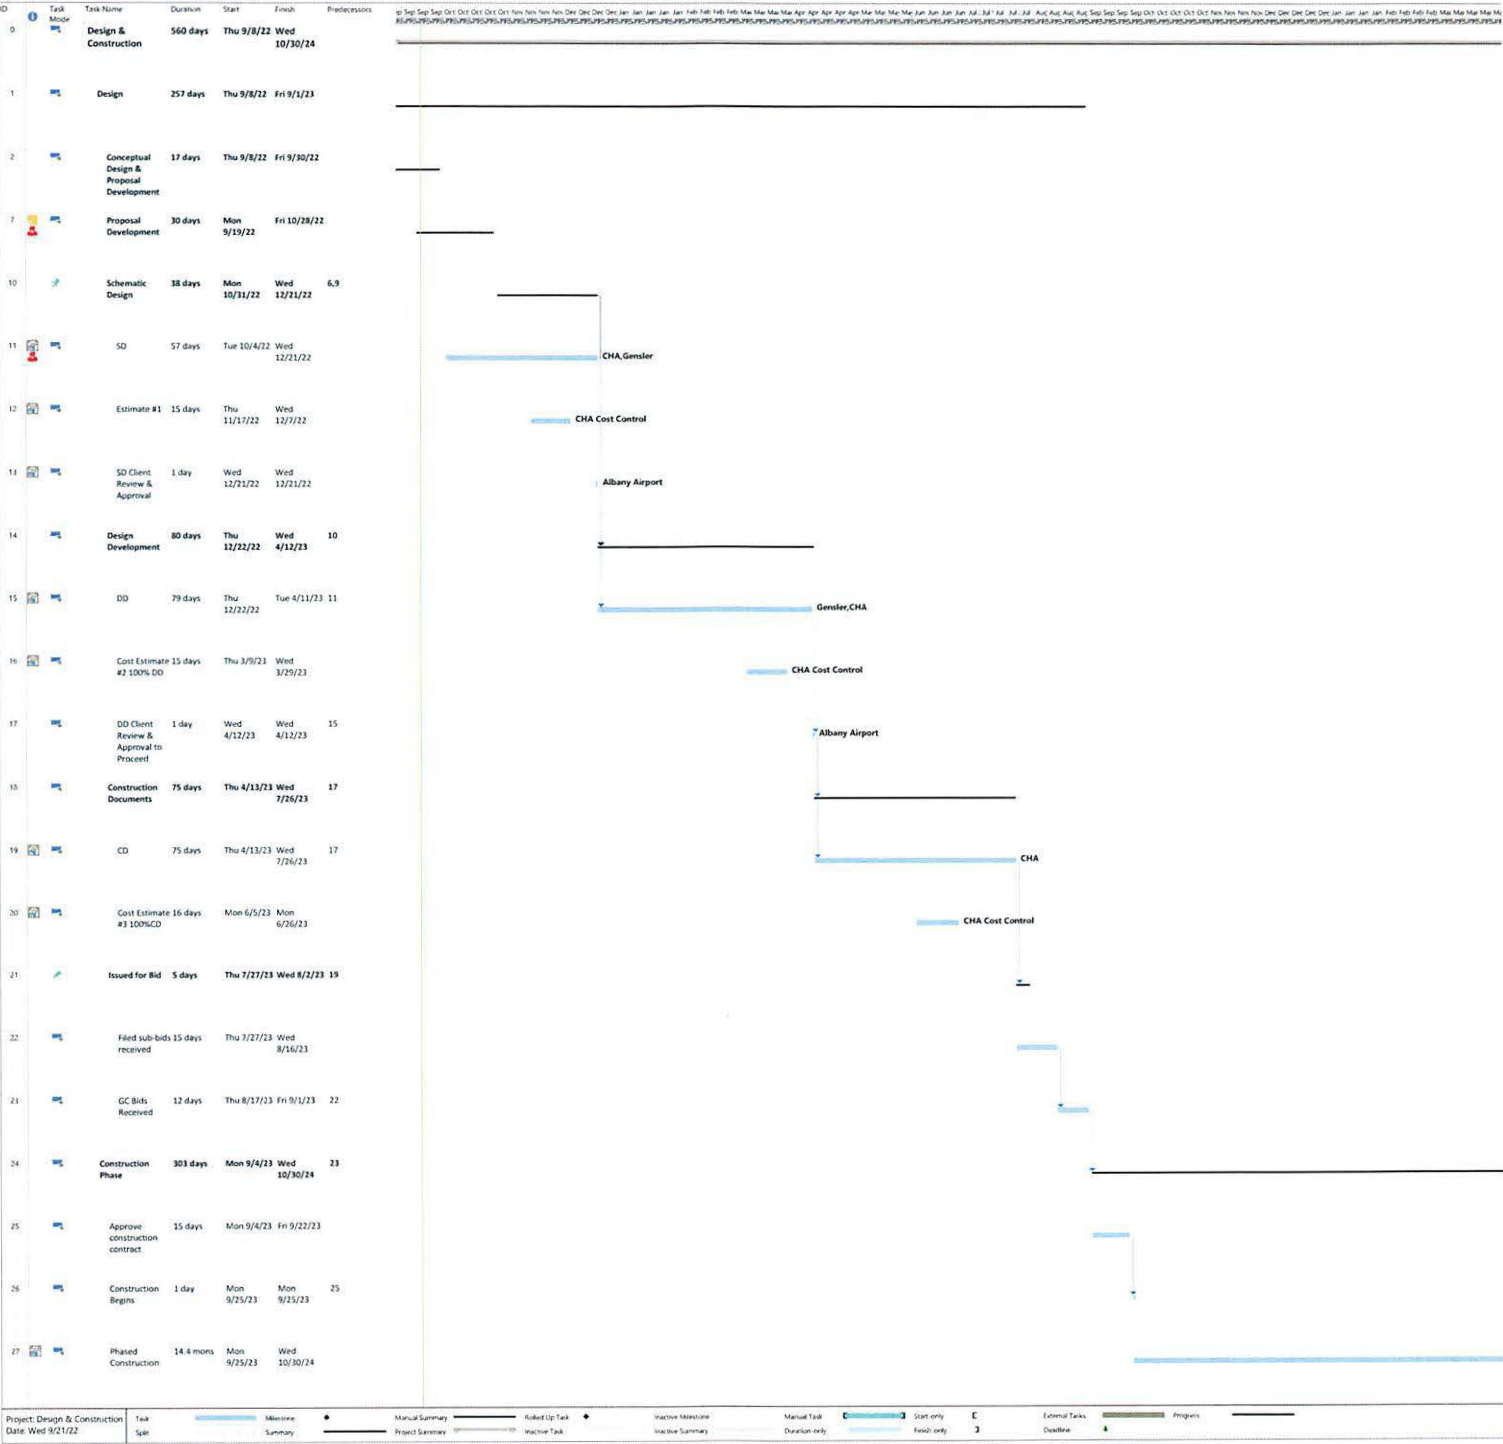 ID Task Mode Task Name Duration Start Finish Predecessors
0 Design & Construction 560 days Thu 9/8/22 Wed 10/30/24
1 Design 257 days Thu 9/8/22 Fri 9/1/23
2 Conceptual Design & Proposal Development 17 days Thu 9/8/22 Fri 9/30/22
7 Proposal Development 30 days Mon 9/19/22 Fri 10/28/22
10 Schematic Design 38 days Mon 10/31/22 Wed 12/21/22 6,9
11 SD 57 days Tue 10/4/22 Wed 12/21/22 CHA,Gensler
12 Estimate #1 15 days Thu 11/17/22 Wed 12/7/22 CHA Cost Control
13 SD Client Review & Approval 1 day Wed 12/21/22 Wed 12/21/22 Albany Airport
14 Design Development 80 days Thu 12/22/22 Wed 4/12/23 10
15 DD 79 days Thu 12/22/22 Tue 4/11/23 11 Gensler,CHA
16 Cost Estimate #2 100% DD 15 days Thu 3/9/23 Wed 3/29/23 CHA Cost Control
17 DD Client Review & Approval to Proceed 1 day Wed 4/12/23 Wed 4/12/23 15 Albany Airport
18 Construction Documents 75 days Thu 4/13/23 Wed 7/26/23 17
19 CD 75 days Thu 4/13/23 Wed 7/26/23 17 CHA
20 Cost Estimate #3 100%CD 16 days Mon 6/5/23 Mon 6/26/23 CHA Cost Control
21 Issued for Bid 5 days Thu 7/27/23 Wed 8/2/23 19
22 Filed sub-bids received 15 days Thu 7/27/23 Wed 8/16/23
23 GC Bids Received 12 days Thu 8/17/23 Fri 9/1/23 22
24 Construction Phase 303 days Mon 9/4/23 Wed 10/30/24 23
25 Approve construction contract 15 days Mon 9/4/23 Fri 9/22/23
26 Construction Begins 1 day Mon 9/25/23 Mon 9/25/23 25
27 Phased Construction 14.4 mons Mon 9/25/23 Wed 10/30/24
Project: Design & Construction
Date: Wed 9/21/22
Task Milestone Manual Summary Rolled Up Task Inactive Milestone Manual Task Start-only External Tasks Progress
Split Summary Project Summary Inactive Task Inactive Summary Duration-only Finish-only Deadline